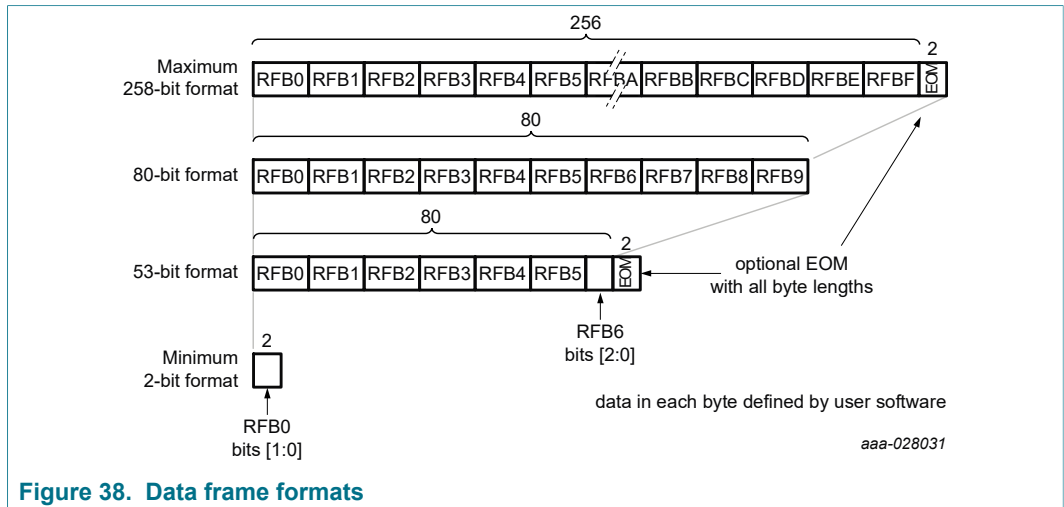 256
Maximum
258-bit format
RFB0 RFB1 RFB2 RFB3 RFB4 RFB5 RFBA RFBB RFBC RFBD RFBE RFBF EOM
2
80
80-bit format
RFB0 RFB1 RFB2 RFB3 RFB4 RFB5 RFB6 RFB7 RFB8 RFB9
80
53-bit format
RFB0 RFB1 RFB2 RFB3 RFB4 RFB5 EOM
2
optional EOM
with all byte lengths
RFB6
bits [2:0]
Minimum
2-bit format
2
RFB0
bits [1:0]
data in each byte defined by user software
aaa-028031
Figure 38. Data frame formats